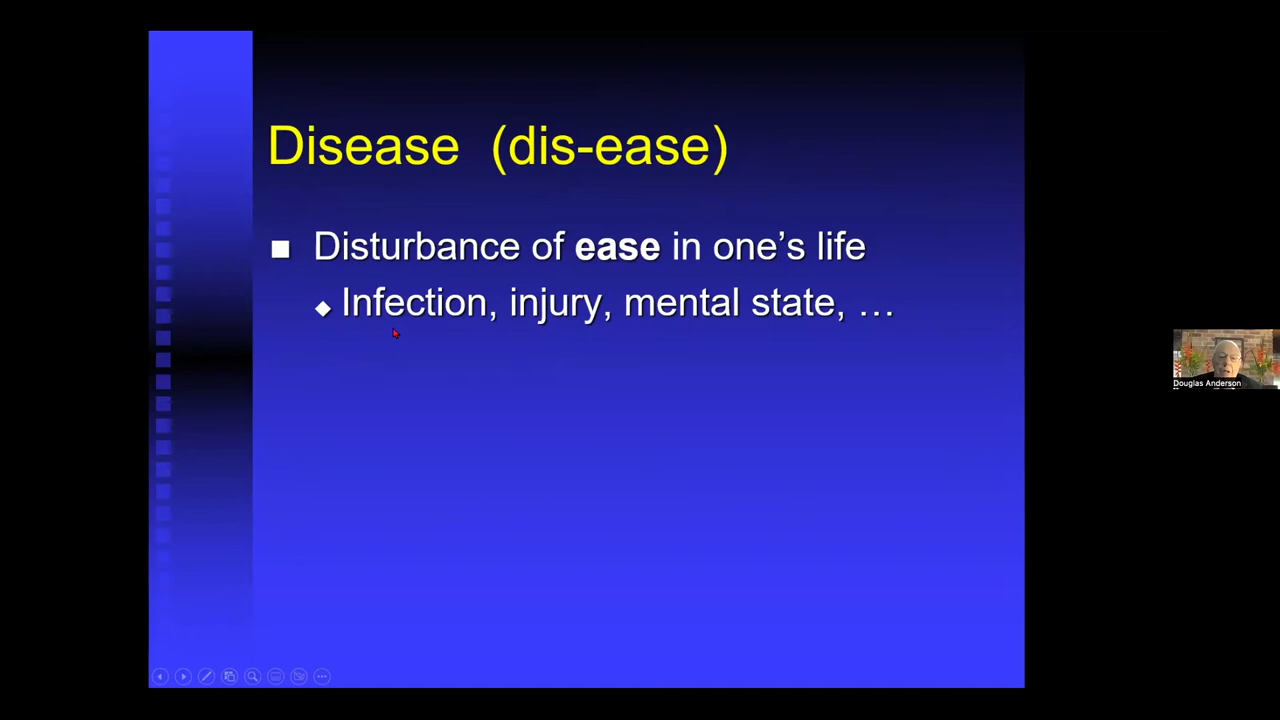 Disease (dis-ease)
Disturbance of ease in one’s life
Infection, injury, mental state, …
Douglas Anderson